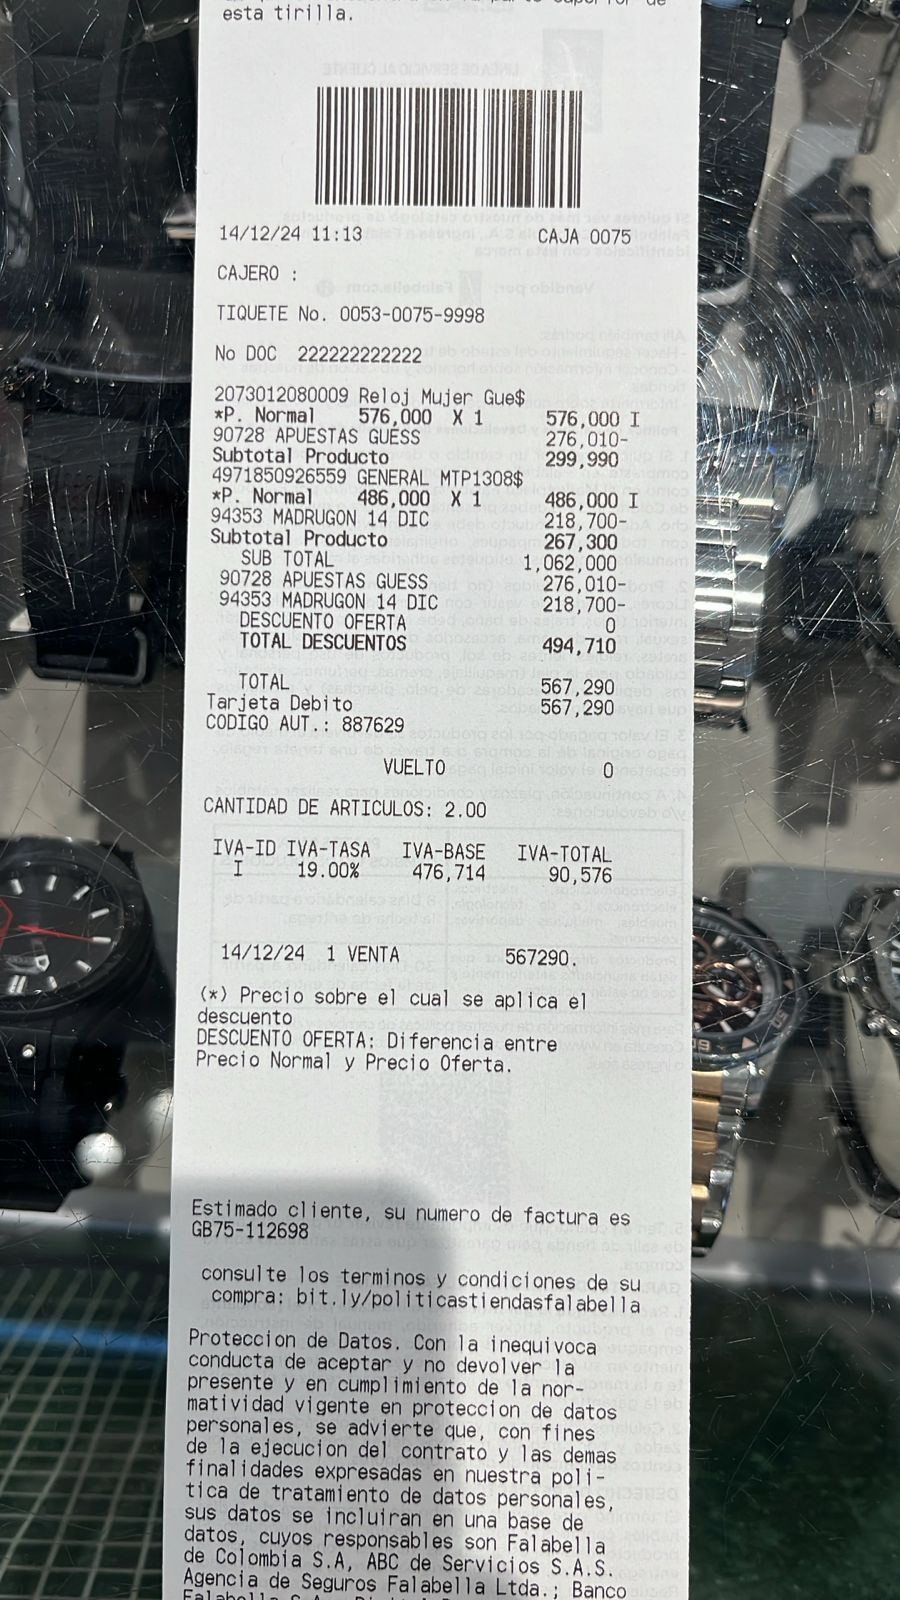 esta tirilla.
14/12/24 11:13 CAJA 0075
CAJERO :
TIQUETE No. 0053-0075-9998
No DOC 222222222222
2073012080009 Reloj Mujer Gue$
*P. Normal 576,000 X 1 576,000 I
90728 APUESTAS GUESS 276,010-
Subtotal Producto 299,990
4971850926559 GENERAL MTP1308$
*P. Normal 486,000 X 1 486,000 I
94353 MADRUGON 14 DIC 218,700-
Subtotal Producto 267,300
SUB TOTAL 1,062,000
90728 APUESTAS GUESS 276,010-
94353 MADRUGON 14 DIC 218,700-
DESCUENTO OFERTA 0
TOTAL DESCUENTOS 494,710
TOTAL 567,290
Tarjeta Debito 567,290
CODIGO AUT.: 887629
VUELTO 0
CANTIDAD DE ARTICULOS: 2.00
IVA-ID IVA-TASA IVA-BASE IVA-TOTAL
I 19.00% 476,714 90,576
14/12/24 1 VENTA 567290.
(*) Precio sobre el cual se aplica el
descuento
DESCUENTO OFERTA: Diferencia entre
Precio Normal y Precio Oferta.
Estimado cliente, su numero de factura es
GB75-112698
consulte los terminos y condiciones de su
compra: bit.ly/politicastiendasfalabella
Proteccion de Datos. Con la inequivoca
conducta de aceptar y no devolver la
presente y en cumplimiento de la nor-
matividad vigente en proteccion de datos
personales, se advierte que, con fines
de la ejecucion del contrato y las demas
finalidades expresadas en nuestra poli-
tica de tratamiento de datos personales,
sus datos se incluiran en una base de
datos, cuyos responsables son Falabella
de Colombia S.A, ABC de Servicios S.A.S.
Agencia de Seguros Falabella Ltda.; Banco